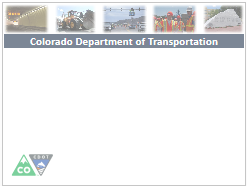 Colorado Department of Transportation
CO
CDOT